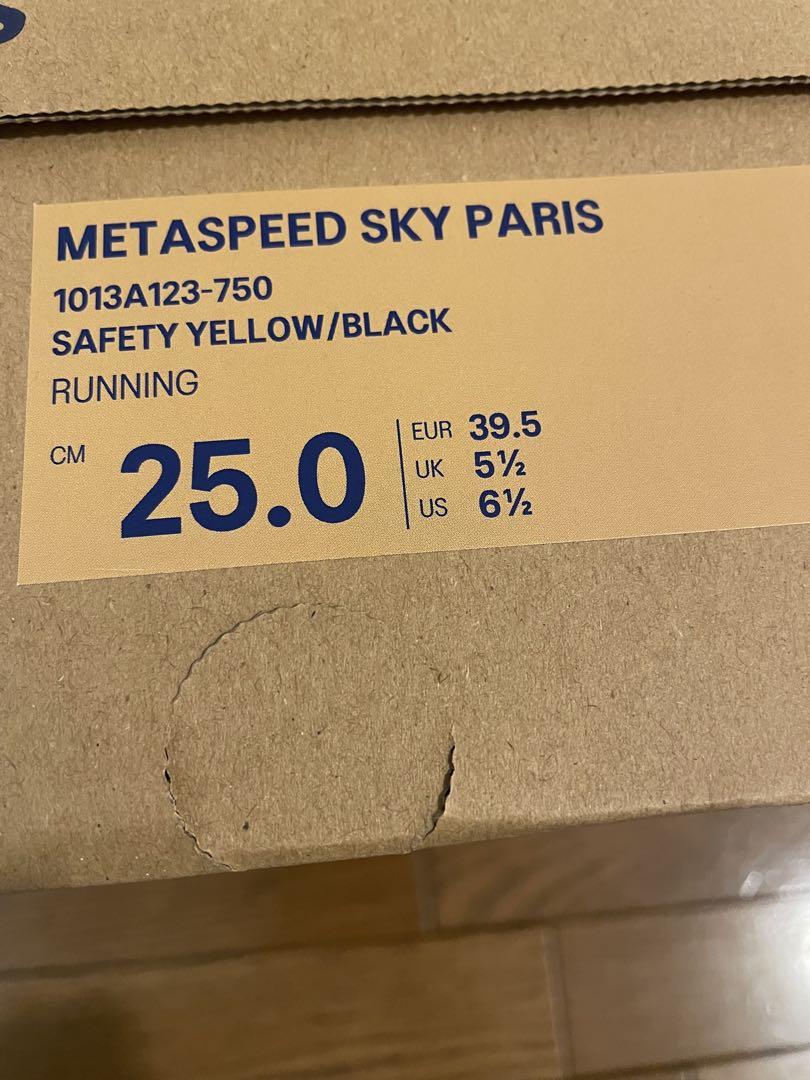 METASPEED SKY PARIS
1013A123-750
SAFETY YELLOW/BLACK
RUNNING
CM 25.0
EUR 39.5
UK 5½
US 6½